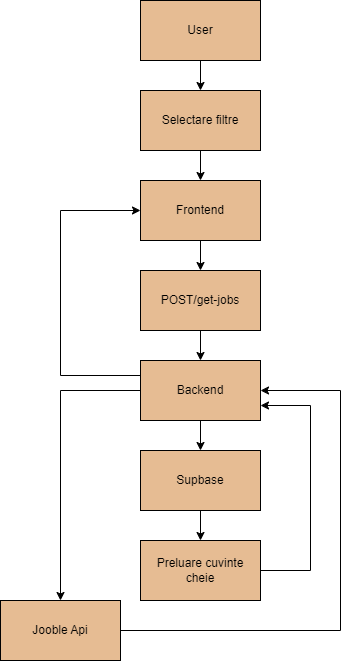 User
Selectare filtre
Frontend
POST/get-jobs
Backend
Supbase
Preluare cuvinte
cheie
Jooble Api